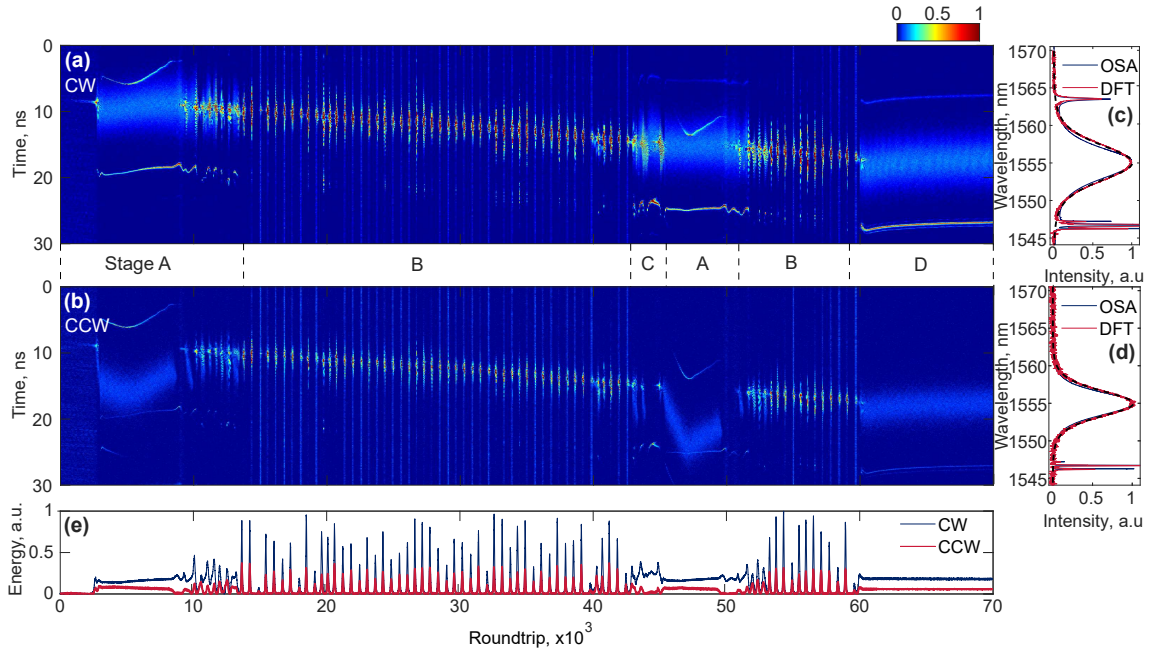 0 0.5 1
(a)
CW
Time, ns
0
10
20
30
Stage A B C A B D
(b)
CCW
Time, ns
0
10
20
30
(e)
Energy, a.u.
1
0.5
0
CW
CCW
0 10 20 30 40 50 60 70
Roundtrip, x10³
OSA
DFT
(c)
Wavelength, nm
1570
1565
1560
1555
1550
1545
0 0.5 1
Intensity, a.u
OSA
DFT
(d)
Wavelength, nm
1570
1565
1560
1555
1550
1545
0 0.5 1
Intensity, a.u